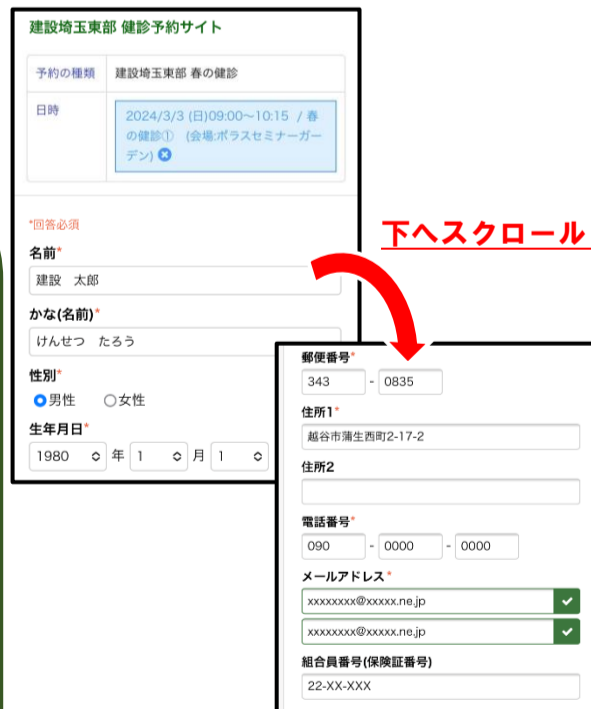 建設埼玉東部 健診予約サイト
予約の種類 建設埼玉東部 春の健診
日時
2024/3/3 (日)09:00〜10:15 / 春
の健診① (会場:ポラスセミナーガー
デン)
*回答必須
名前*
建設 太郎
かな(名前)*
けんせつ たろう
性別*
男性 女性
生年月日*
1980 年 1 月 1
下へスクロール
郵便番号*
343 - 0835
住所1*
越谷市蒲生西町2-17-2
住所2
電話番号*
090 - 0000 - 0000
メールアドレス*
xxxxxxxx@xxxxx.ne.jp
xxxxxxxx@xxxxx.ne.jp
組合員番号(保険証番号)
22-XX-XXX